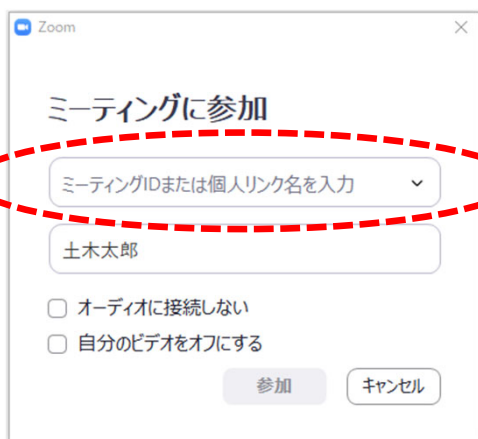 Zoom
ミーティングに参加
ミーティングIDまたは個人リンク名を入力
土木太郎
オーディオに接続しない
自分のビデオをオフにする
参加 キャンセル